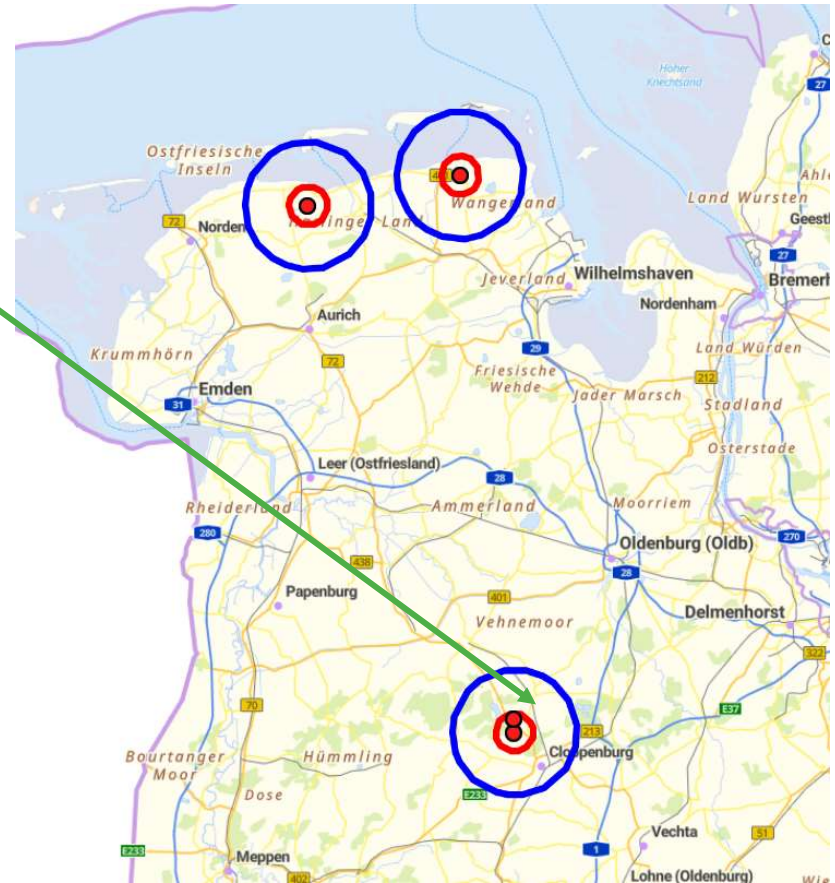 Hoher
Knechtsand
27
Ostfriesische
Inseln
Land Wursten
Wangerland
72
Norden
27
Jeverland
Wilhelmshaven
Nordenham
Aurich
Krummhörn
72
29
Land Würden
Friesische
Wehde
212
Emden
31
Jader Marsch
Stadland
Osterstade
Leer (Ostfriesland)
28
Rheiderland
Ammerland
Moorriem
280
270
Oldenburg (Oldb)
438
28
Papenburg
401
Delmenhorst
Vehnemoor
322
70
E37
213
Bourtanger
Moor
Hümmling
Cloppenburg
Dose
E233
E233
1
Vechta
51
Meppen
402
Lohne (Oldenburg)